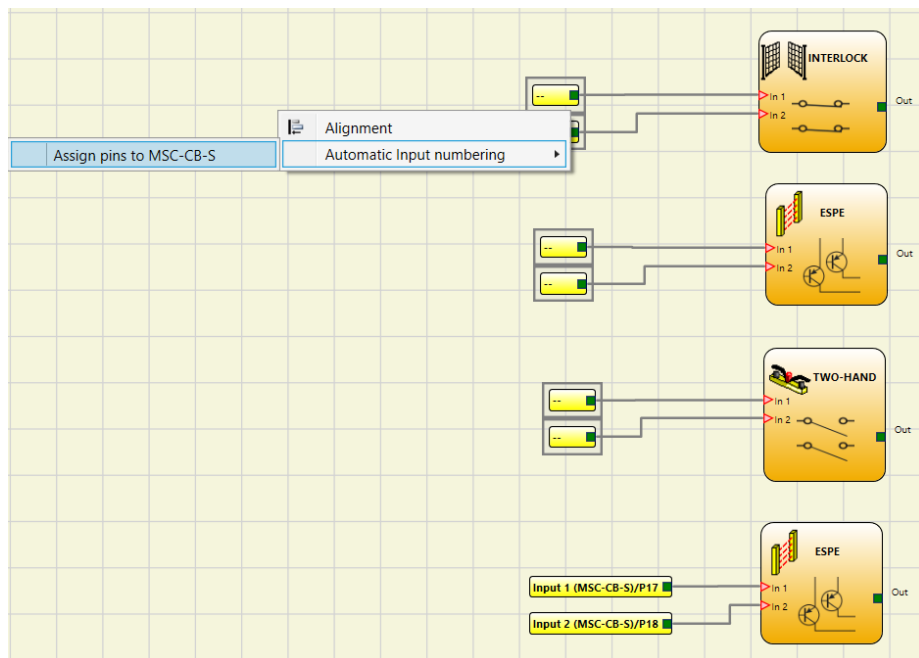 INTERLOCK
--
In 1
Out
In 2
Alignment
Automatic Input numbering
Assign pins to MSC-CB-S
ESPE
--
In 1
Out
In 2
--
TWO-HAND
--
In 1
In 2
Out
--
ESPE
Input 1 (MSC-CB-S)/P17
In 1
Out
In 2
Input 2 (MSC-CB-S)/P18